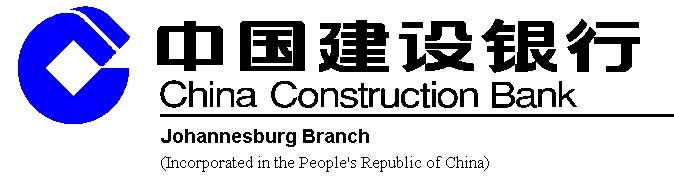 中国建设银行
China Construction Bank
Johannesburg Branch
(Incorporated in the People's Republic of China)